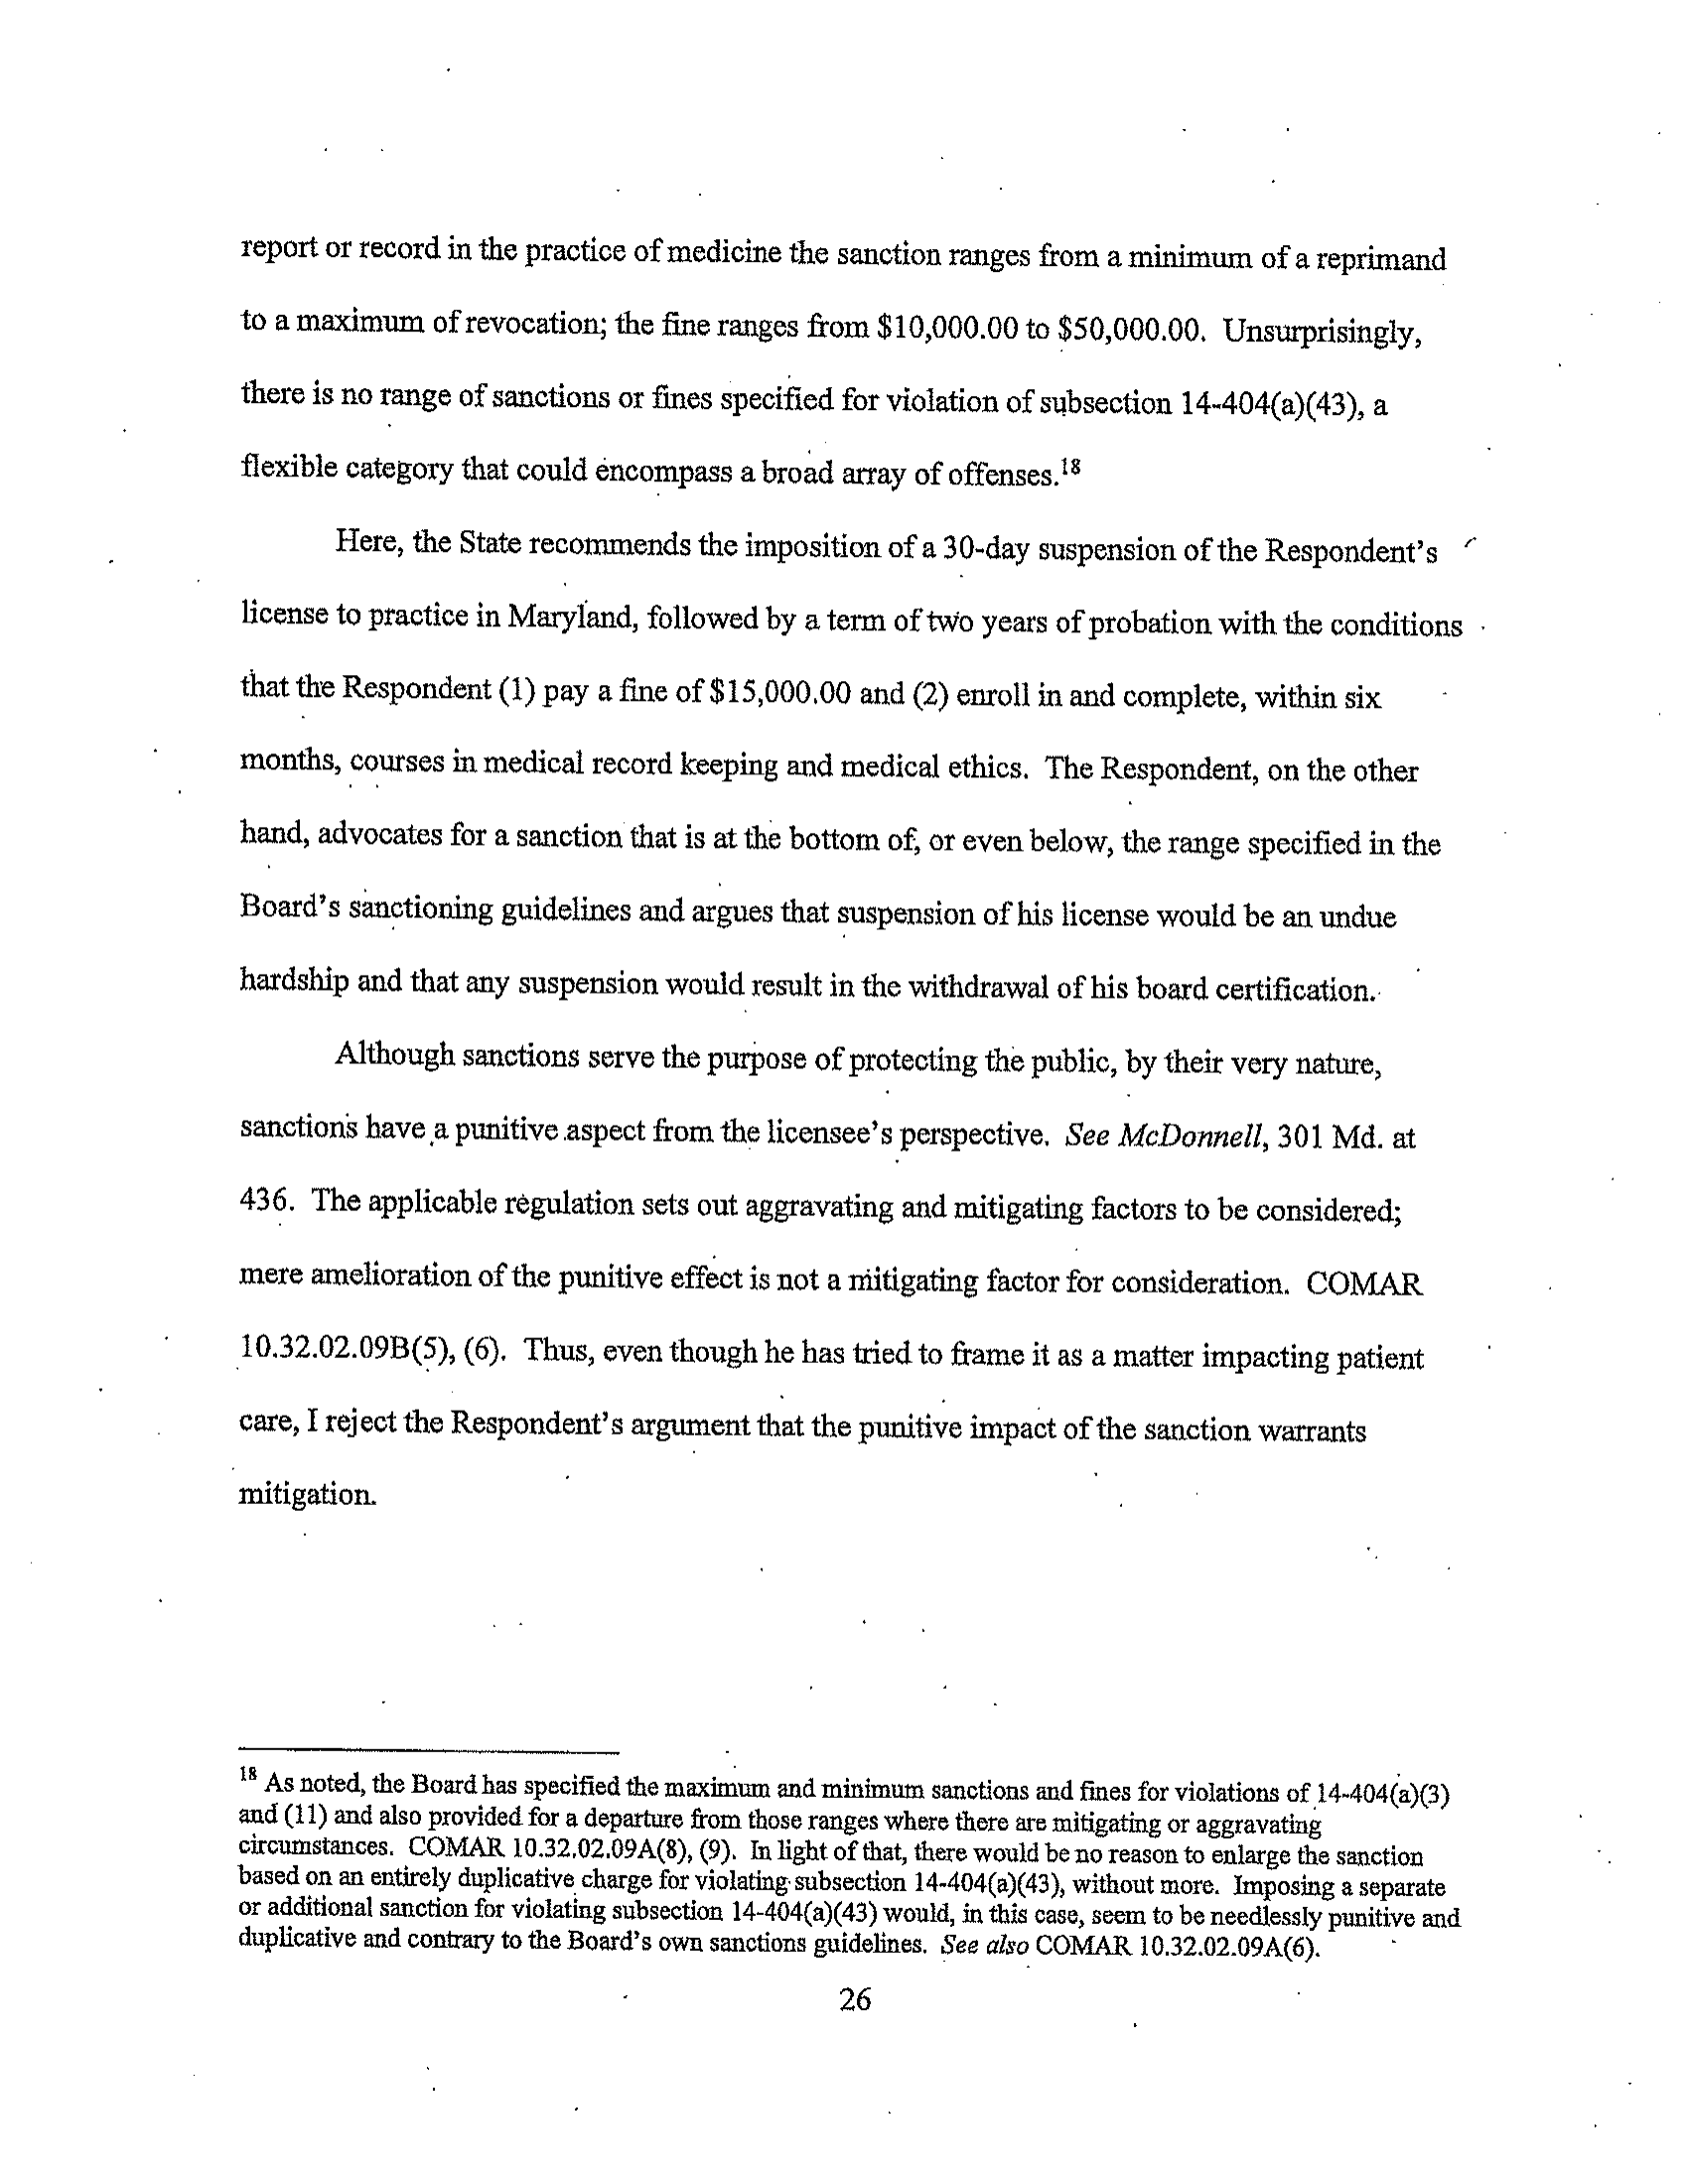 report or record in the practice of medicine the sanction ranges from a minimum of a reprimand
to a maximum of revocation; the fine ranges from $10,000.00 to $50,000.00. Unsurprisingly,
there is no range of sanctions or fines specified for violation of subsection 14-404(a)(43), a
flexible category that could encompass a broad array of offenses.18
Here, the State recommends the imposition of a 30-day suspension of the Respondent's
license to practice in Maryland, followed by a term of two years of probation with the conditions
that the Respondent (1) pay a fine of $15,000.00 and (2) enroll in and complete, within six
months, courses in medical record keeping and medical ethics. The Respondent, on the other
hand, advocates for a sanction that is at the bottom of, or even below, the range specified in the
Board's sanctioning guidelines and argues that suspension of his license would be an undue
hardship and that any suspension would result in the withdrawal of his board certification.
Although sanctions serve the purpose of protecting the public, by their very nature,
sanctions have a punitive aspect from the licensee's perspective. See McDonnell, 301 Md. at
436. The applicable regulation sets out aggravating and mitigating factors to be considered;
mere amelioration of the punitive effect is not a mitigating factor for consideration. COMAR
10.32.02.09B(5), (6). Thus, even though he has tried to frame it as a matter impacting patient
care, I reject the Respondent's argument that the punitive impact of the sanction warrants
mitigation.
18 As noted, the Board has specified the maximum and minimum sanctions and fines for violations of 14-404(a)(3)
and (11) and also provided for a departure from those ranges where there are mitigating or aggravating
circumstances. COMAR 10.32.02.09A(8), (9). In light of that, there would be no reason to enlarge the sanction
based on an entirely duplicative charge for violating subsection 14-404(a)(43), without more. Imposing a separate
or additional sanction for violating subsection 14-404(a)(43) would, in this case, seem to be needlessly punitive and
duplicative and contrary to the Board's own sanctions guidelines. See also COMAR 10.32.02.09A(6).
26